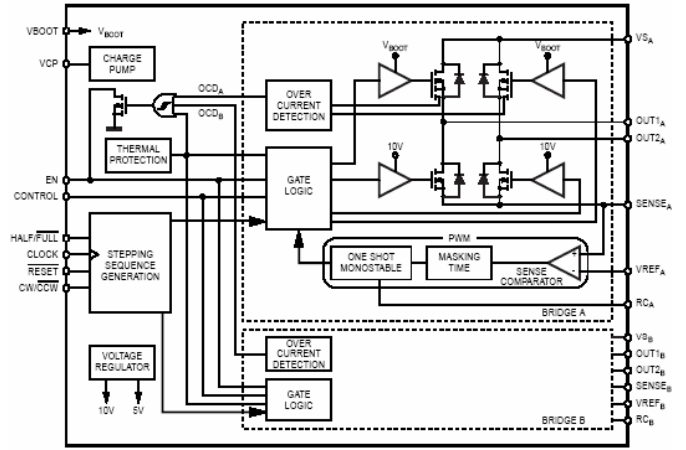 VBOOT
VBOOT
VCP
CHARGE
PUMP
OCDA
OCDB
OVER
CURRENT
DETECTION
VBOOT
VBOOT
VSA
OUT1A
OUT2A
THERMAL
PROTECTION
EN
CONTROL
GATE
LOGIC
10V
10V
SENSEA
HALF/FULL
CLOCK
RESET
CW/CCW
STEPPING
SEQUENCE
GENERATION
PWM
ONE SHOT
MONOSTABLE
MASKING
TIME
+
-
SENSE
COMPARATOR
VREFA
RCA
BRIDGE A
VOLTAGE
REGULATOR
10V
5V
OVER
CURRENT
DETECTION
GATE
LOGIC
VSB
OUT1B
OUT2B
SENSEB
VREFB
RCB
BRIDGE B